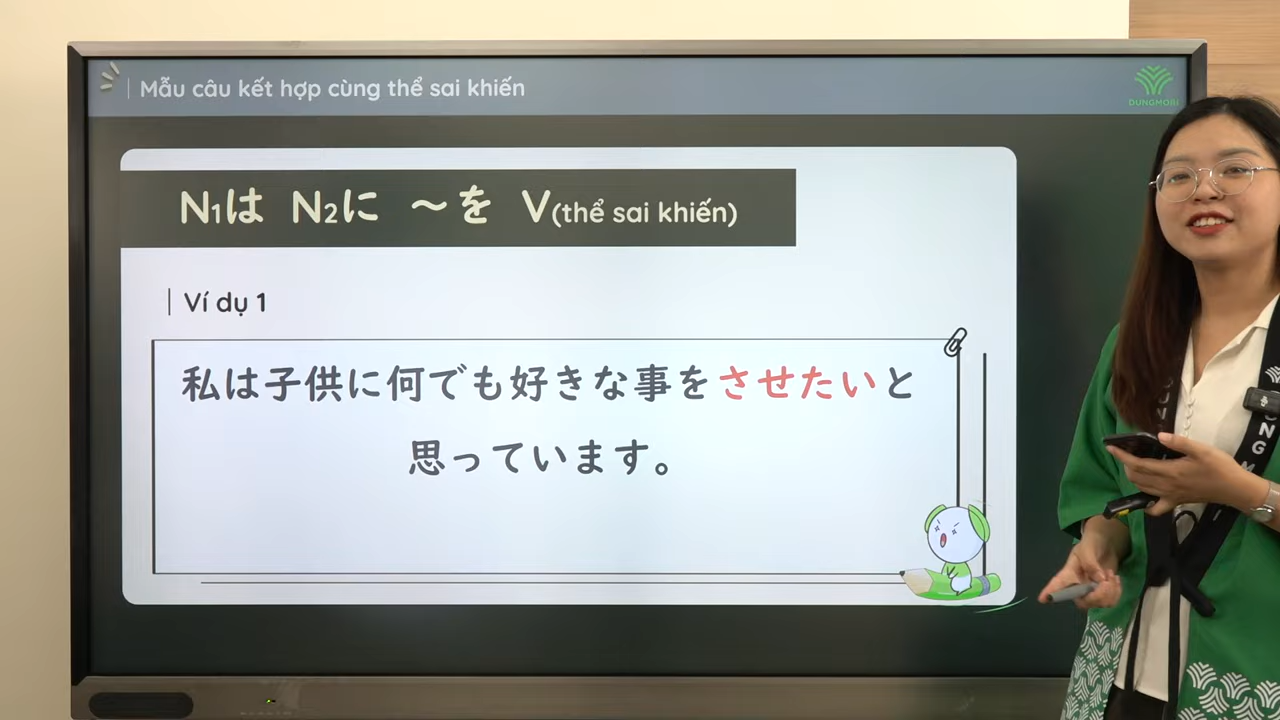 Mẫu câu kết hợp cùng thể sai khiến
DUNGMORI
N1は N2に ～を V(thể sai khiến)
Ví dụ 1
私は子供に何でも好きな事をさせたいと
思っています。